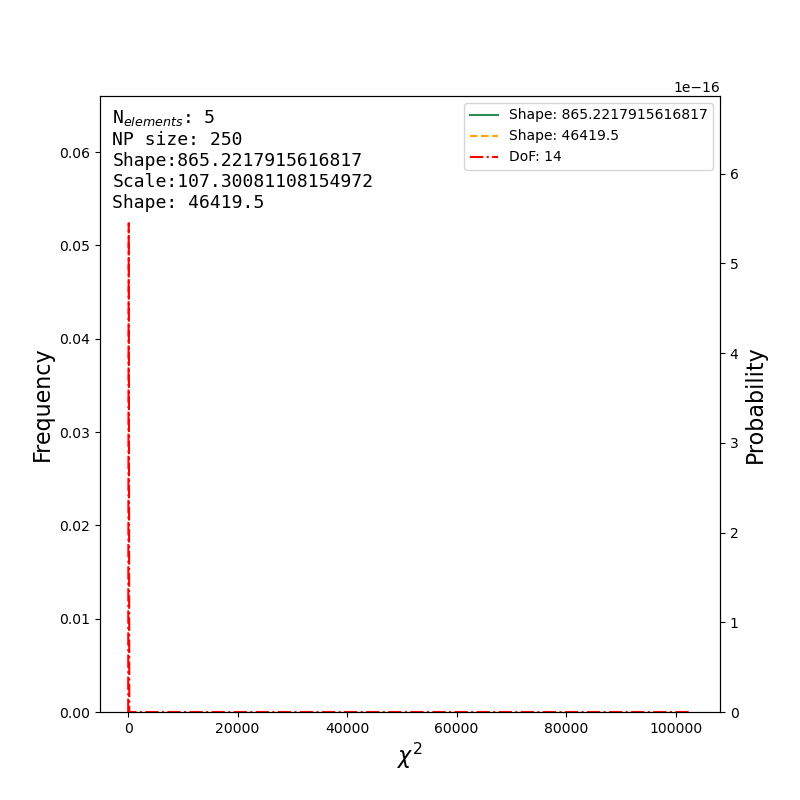 1e−16
N_elements: 5
NP size: 250
Shape:865.2217915616817
Scale:107.30081108154972
Shape: 46419.5
Shape: 865.2217915616817
Shape: 46419.5
DoF: 14
0.06
0.05
0.04
0.03
0.02
0.01
0.00
Frequency
6
5
4
3
2
1
0
Probability
0
20000
40000
60000
80000
100000
χ²